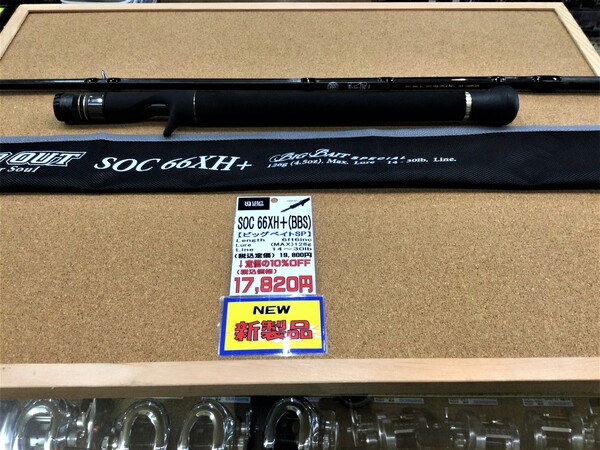 OUT
Soul
SOC 66XH+
BIG BAIT SPECIAL
126g (4.5oz). Max. Lure 14-30lb. Line.
SOC 66XH+(BBS)
【ビッグベイトSP】
Length 6ft6inc
Lure (MAX)128g
Line 14～30lb
(税込定価) 19,800円
↓定価の10%OFF
(税込価格)
17,820円
NEW
新製品